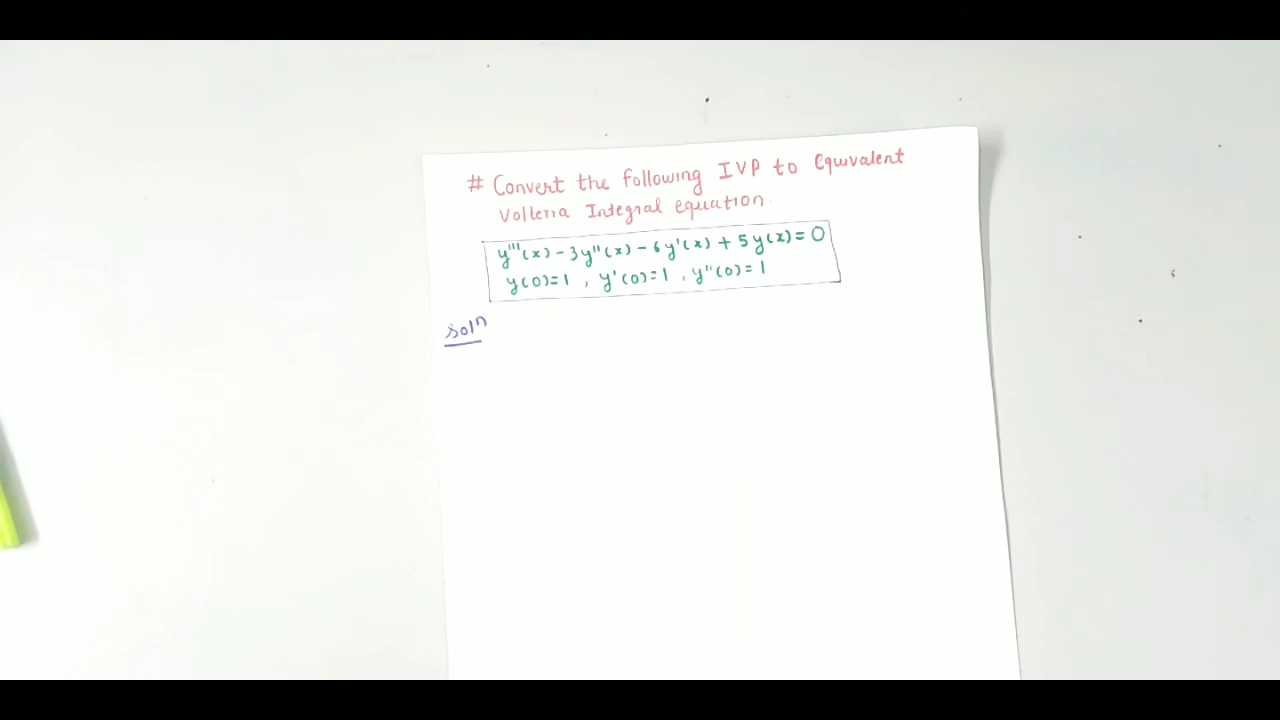 # Convert the following IVP to Equivalent
Volterra Integral equation.
y'''(x) - 3y''(x) - 6y'(x) + 5y(x) = 0
y(0)=1 , y'(0)=1 , y''(0)=1
Soln